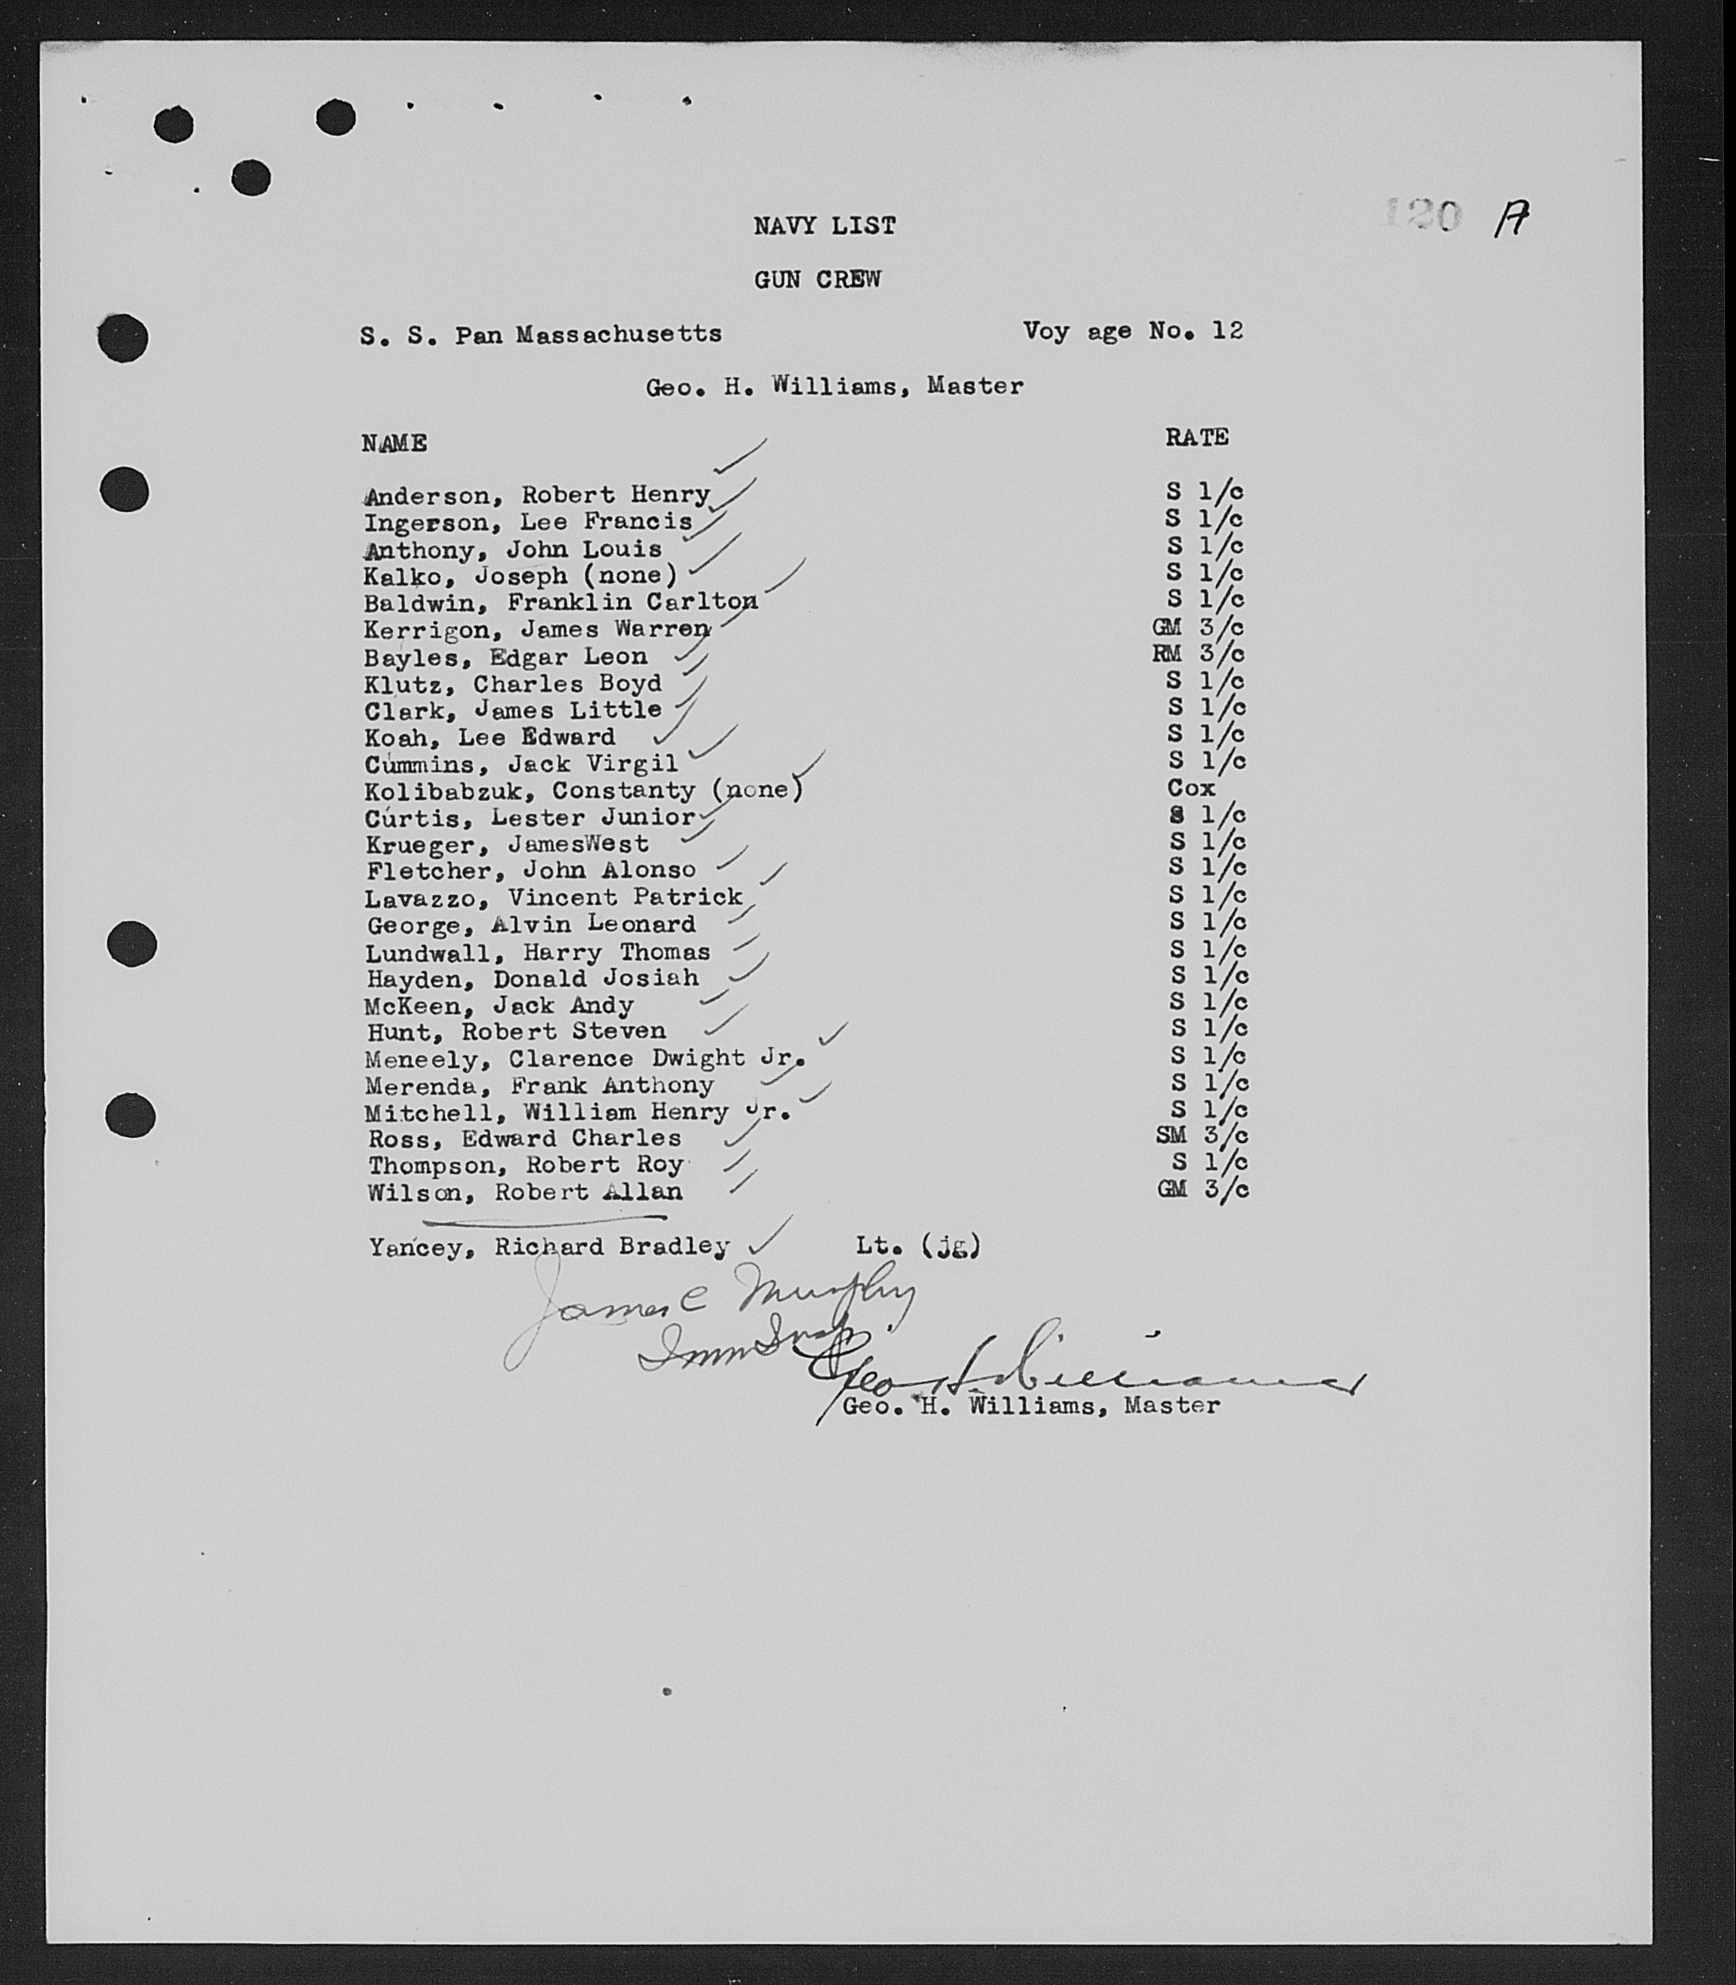 120 A
NAVY LIST
GUN CREW
S. S. Pan Massachusetts Voy age No. 12
Geo. H. Williams, Master
NAME RATE
Anderson, Robert Henry S 1/c
Ingerson, Lee Francis S 1/c
Anthony, John Louis S 1/c
Kalko, Joseph (none) S 1/c
Baldwin, Franklin Carlton S 1/c
Kerrigon, James Warren GM 3/c
Bayles, Edgar Leon RM 3/c
Klutz, Charles Boyd S 1/c
Clark, James Little S 1/c
Koah, Lee Edward S 1/c
Cummins, Jack Virgil S 1/c
Kolibabzuk, Constanty (none) Cox
Curtis, Lester Junior S 1/c
Krueger, JamesWest S 1/c
Fletcher, John Alonso S 1/c
Lavazzo, Vincent Patrick S 1/c
George, Alvin Leonard S 1/c
Lundwall, Harry Thomas S 1/c
Hayden, Donald Josiah S 1/c
McKeen, Jack Andy S 1/c
Hunt, Robert Steven S 1/c
Meneely, Clarence Dwight Jr. S 1/c
Merenda, Frank Anthony S 1/c
Mitchell, William Henry Jr. S 1/c
Ross, Edward Charles SM 3/c
Thompson, Robert Roy S 1/c
Wilson, Robert Allan GM 3/c
Yancey, Richard Bradley Lt. (jg)
James C Murphy
Imm Insp.
Geo H. Williams
Geo. H. Williams, Master